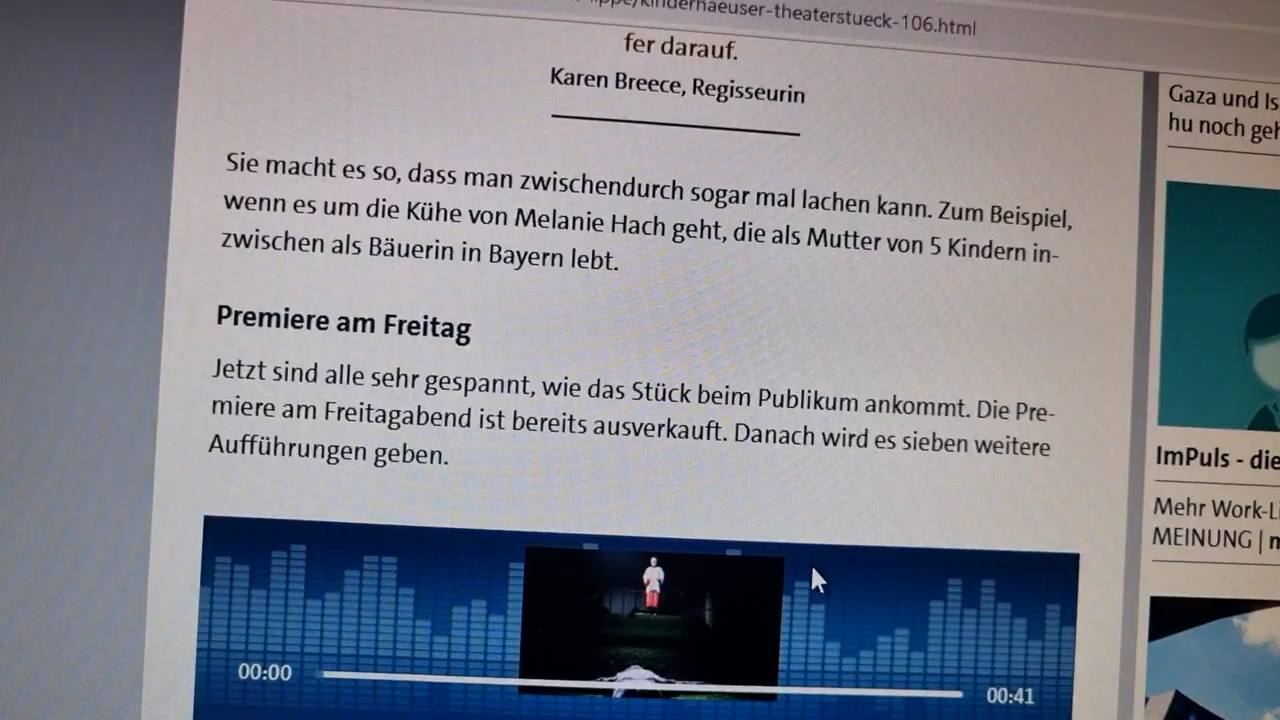 kinderhaeuser-theaterstueck-106.html
fer darauf.
Karen Breece, Regisseurin
Sie macht es so, dass man zwischendurch sogar mal lachen kann. Zum Beispiel,
wenn es um die Kühe von Melanie Hach geht, die als Mutter von 5 Kindern in-
zwischen als Bäuerin in Bayern lebt.
Premiere am Freitag
Jetzt sind alle sehr gespannt, wie das Stück beim Publikum ankommt. Die Pre-
miere am Freitagabend ist bereits ausverkauft. Danach wird es sieben weitere
Aufführungen geben.
00:00
00:41
Gaza und Is
hu noch geh
ImPuls - die
Mehr Work-Li
MEINUNG | m